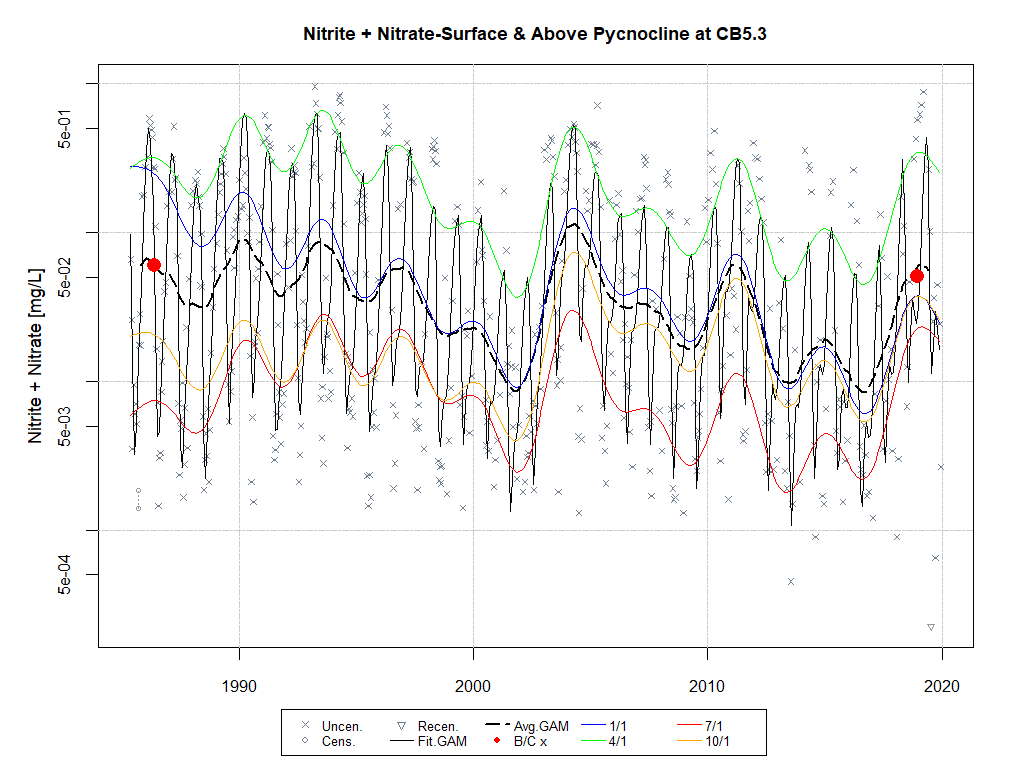 Nitrite + Nitrate-Surface & Above Pycnocline at CB5.3
Nitrite + Nitrate [mg/L]
5e-01
5e-02
5e-03
5e-04
1990 2000 2010 2020
Uncen. Recen. Avg.GAM 1/1 7/1
Cens. Fit.GAM B/C x 4/1 10/1